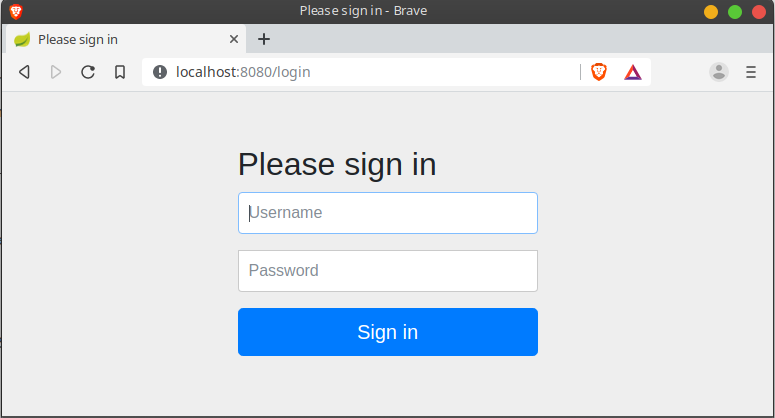 Please sign in - Brave
Please sign in
localhost:8080/login
Please sign in
Username
Password
Sign in